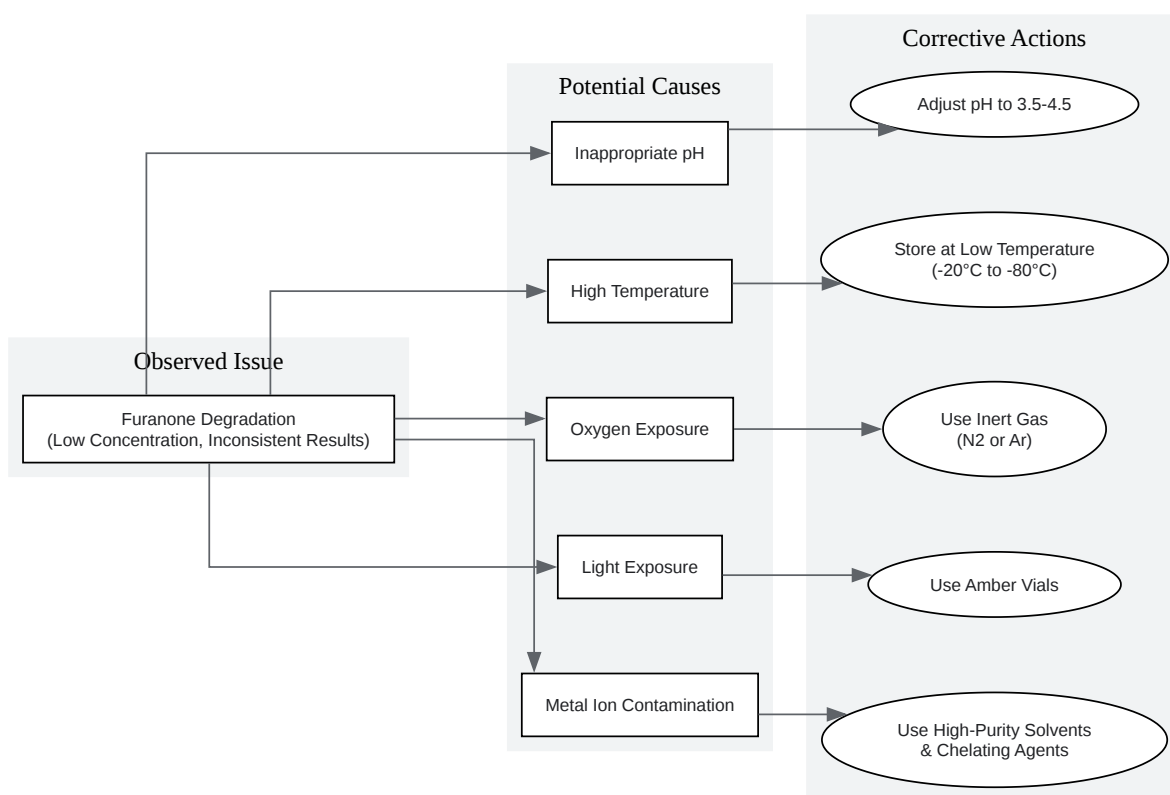 Corrective Actions
Potential Causes
Adjust pH to 3.5-4.5
Inappropriate pH
Store at Low Temperature
(-20°C to -80°C)
High Temperature
Observed Issue
Furanone Degradation
(Low Concentration, Inconsistent Results)
Oxygen Exposure
Use Inert Gas
(N2 or Ar)
Light Exposure
Use Amber Vials
Metal Ion Contamination
Use High-Purity Solvents
& Chelating Agents